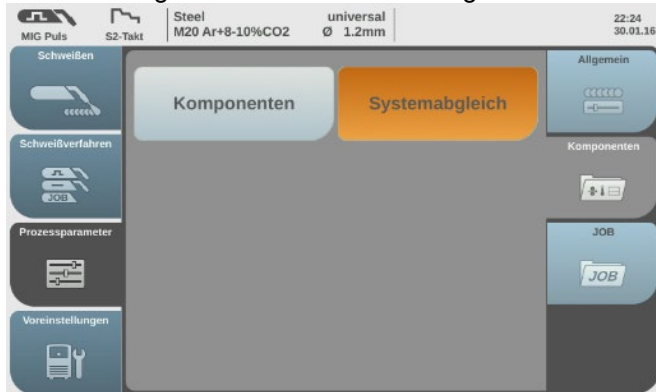 MIG Puls
S2-Takt
Steel universal
M20 Ar+8-10%CO2 Ø 1.2mm
22:24
30.01.16
Schweißen
Schweißverfahren
JOB
Prozessparameter
Voreinstellungen
Komponenten
Systemabgleich
Allgemein
Komponenten
JOB
JOB